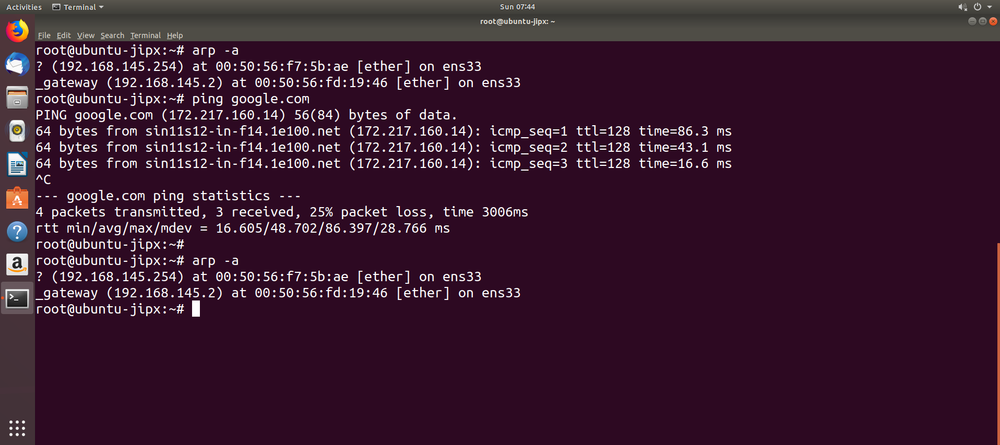 Activities Terminal Sun 07:44
root@ubuntu-jipx: ~
File Edit View Search Terminal Help
root@ubuntu-jipx:~# arp -a
? (192.168.145.254) at 00:50:56:f7:5b:ae [ether] on ens33
_gateway (192.168.145.2) at 00:50:56:fd:19:46 [ether] on ens33
root@ubuntu-jipx:~# ping google.com
PING google.com (172.217.160.14) 56(84) bytes of data.
64 bytes from sin11s12-in-f14.1e100.net (172.217.160.14): icmp_seq=1 ttl=128 time=86.3 ms
64 bytes from sin11s12-in-f14.1e100.net (172.217.160.14): icmp_seq=2 ttl=128 time=43.1 ms
64 bytes from sin11s12-in-f14.1e100.net (172.217.160.14): icmp_seq=3 ttl=128 time=16.6 ms
^C
--- google.com ping statistics ---
4 packets transmitted, 3 received, 25% packet loss, time 3006ms
rtt min/avg/max/mdev = 16.605/48.702/86.397/28.766 ms
root@ubuntu-jipx:~#
root@ubuntu-jipx:~# arp -a
? (192.168.145.254) at 00:50:56:f7:5b:ae [ether] on ens33
_gateway (192.168.145.2) at 00:50:56:fd:19:46 [ether] on ens33
root@ubuntu-jipx:~#